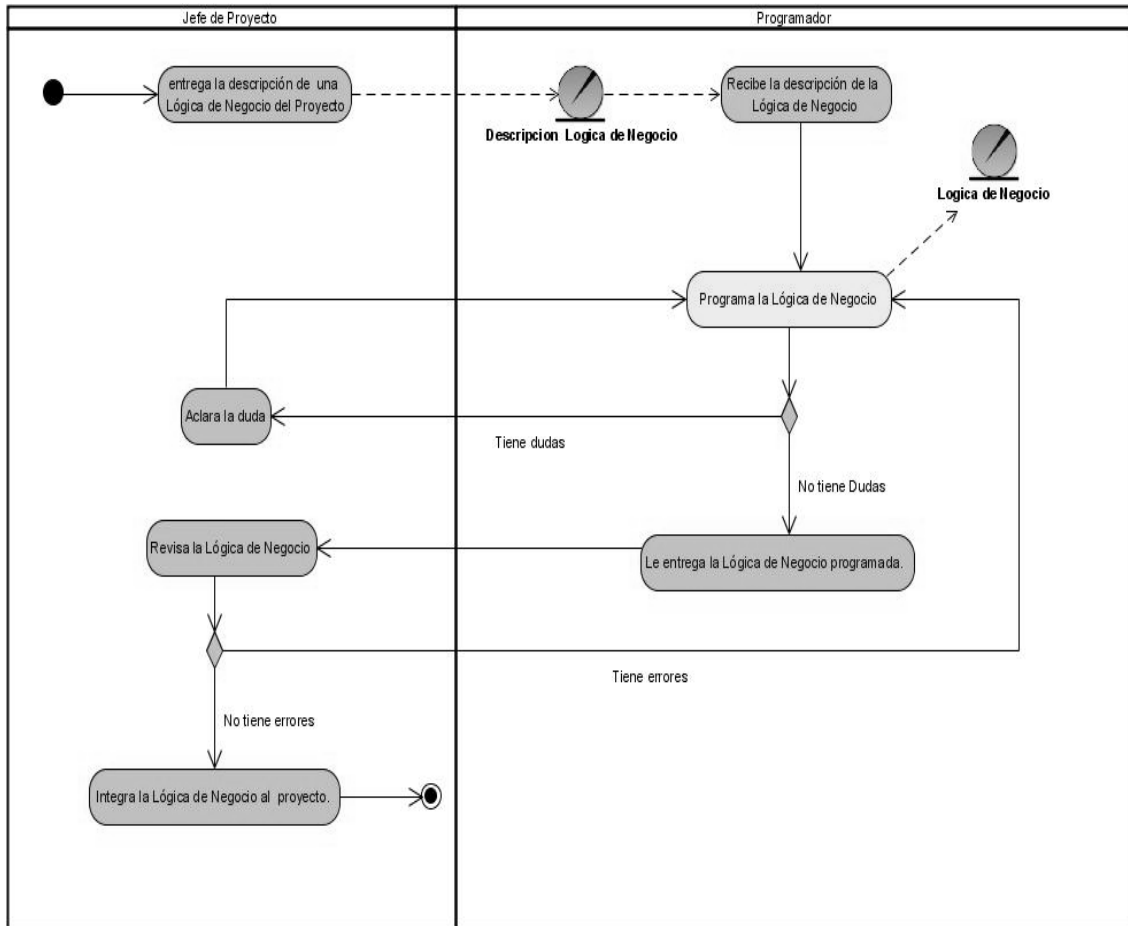 Jefe de Proyecto
Programador
entrega la descripción de una
Lógica de Negocio del Proyecto
Descripcion Logica de Negocio
Recibe la descripción de la
Lógica de Negocio
Logica de Negocio
Programa la Lógica de Negocio
Aclara la duda
Tiene dudas
No tiene Dudas
Revisa la Lógica de Negocio
Le entrega la Lógica de Negocio programada.
Tiene errores
No tiene errores
Integra la Lógica de Negocio al proyecto.